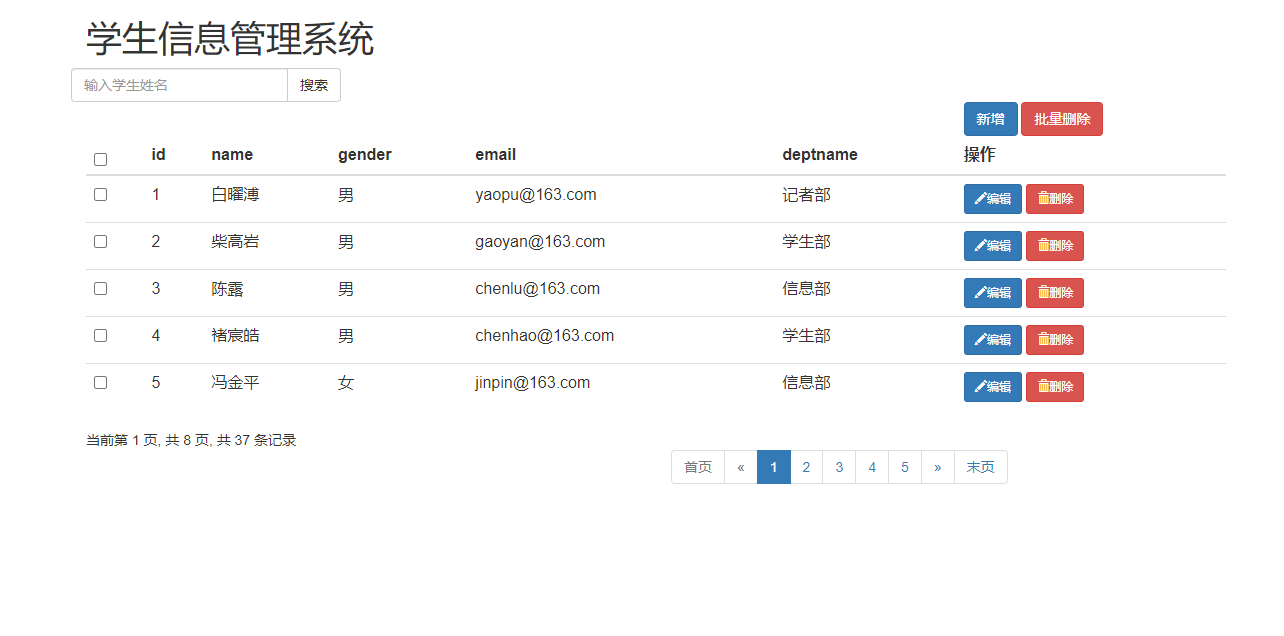 学生信息管理系统
输入学生姓名 搜索
新增 批量删除
id name gender email deptname 操作
1 白曜溥 男 yaopu@163.com 记者部 编辑 删除
2 柴高岩 男 gaoyan@163.com 学生部 编辑 删除
3 陈露 男 chenlu@163.com 信息部 编辑 删除
4 褚宸皓 男 chenhao@163.com 学生部 编辑 删除
5 冯金平 女 jinpin@163.com 信息部 编辑 删除
当前第 1 页, 共 8 页, 共 37 条记录
首页 « 1 2 3 4 5 » 末页